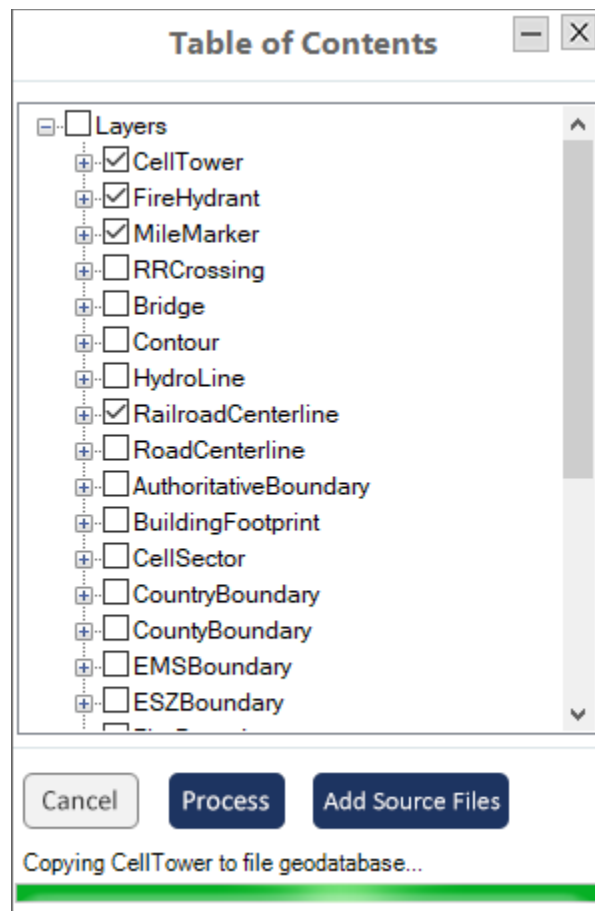 Table of Contents
Layers
CellTower
FireHydrant
MileMarker
RRCrossing
Bridge
Contour
HydroLine
RailroadCenterline
RoadCenterline
AuthoritativeBoundary
BuildingFootprint
CellSector
CountryBoundary
CountyBoundary
EMSBoundary
ESZBoundary
Cancel Process Add Source Files
Copying CellTower to file geodatabase...